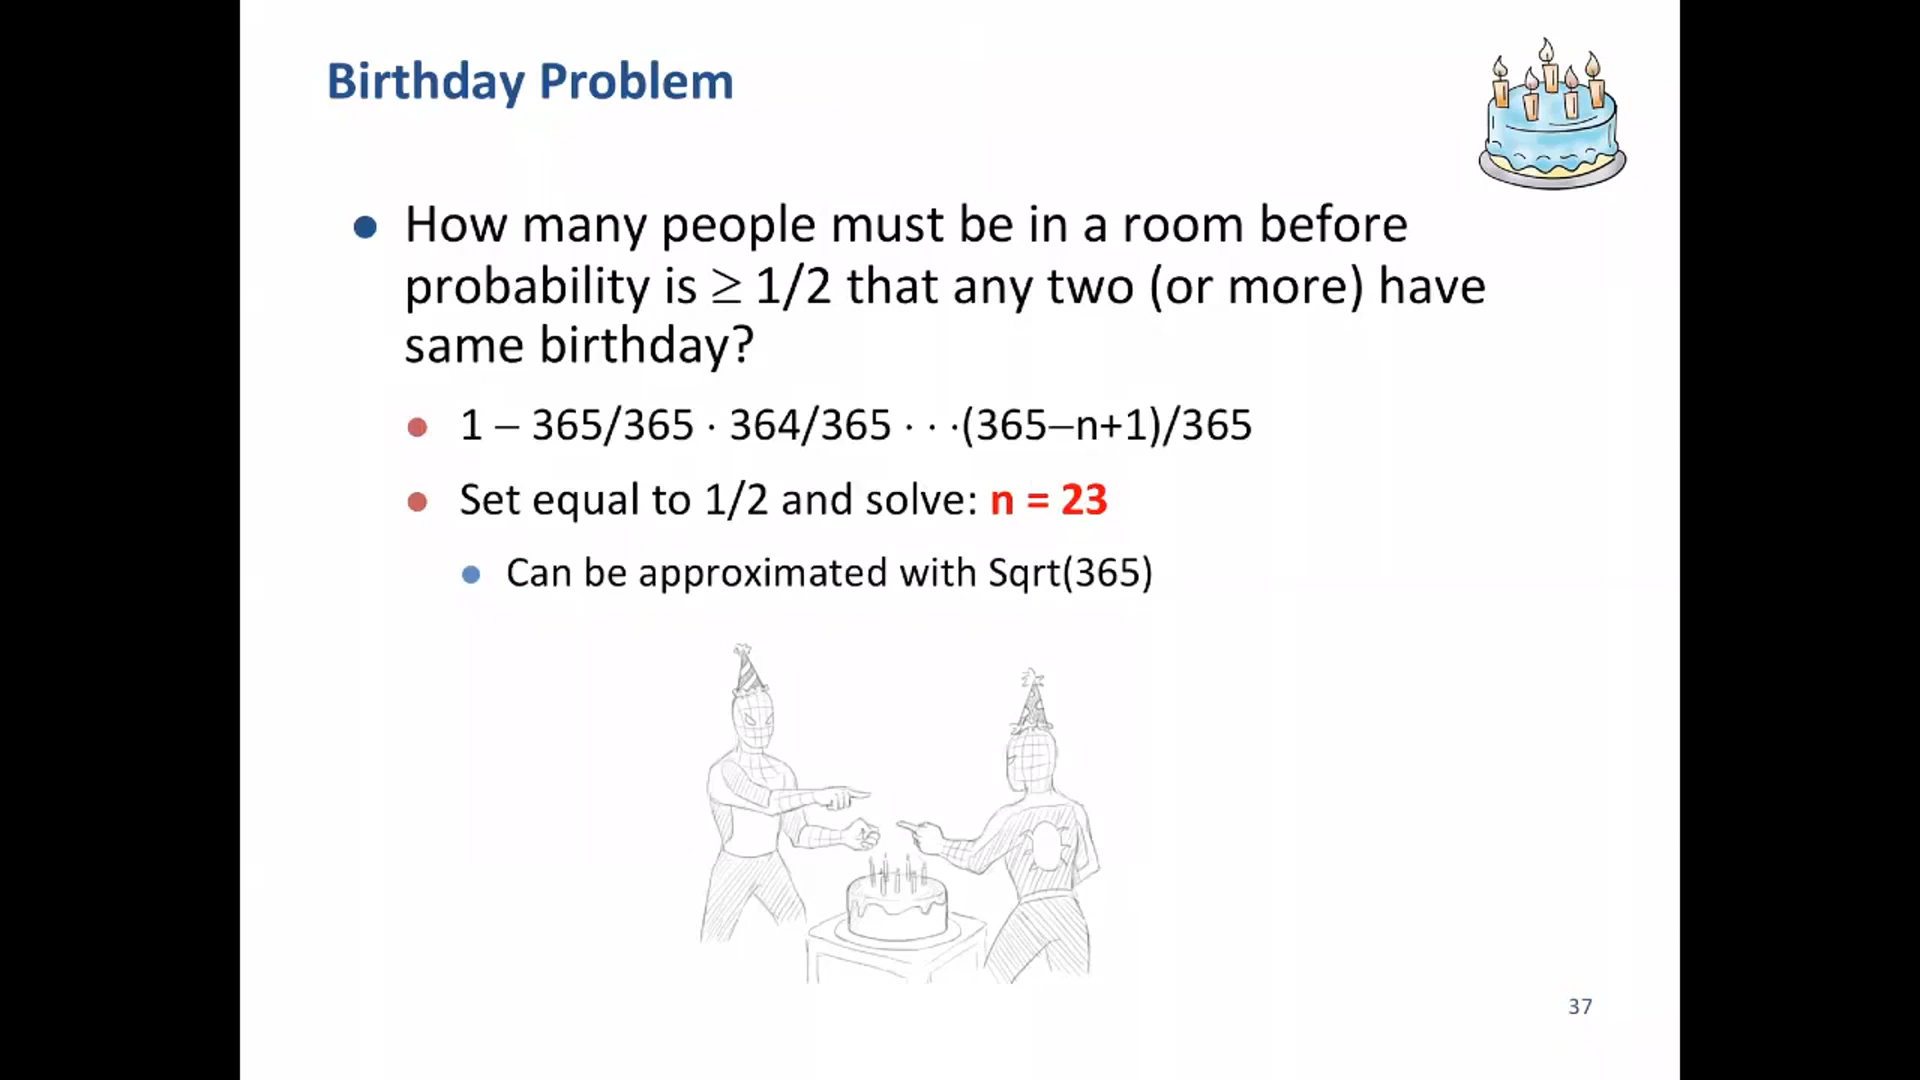 Birthday Problem
How many people must be in a room before
probability is ≥ 1/2 that any two (or more) have
same birthday?
1 – 365/365 · 364/365 · · ·(365–n+1)/365
Set equal to 1/2 and solve: n = 23
Can be approximated with Sqrt(365)
37